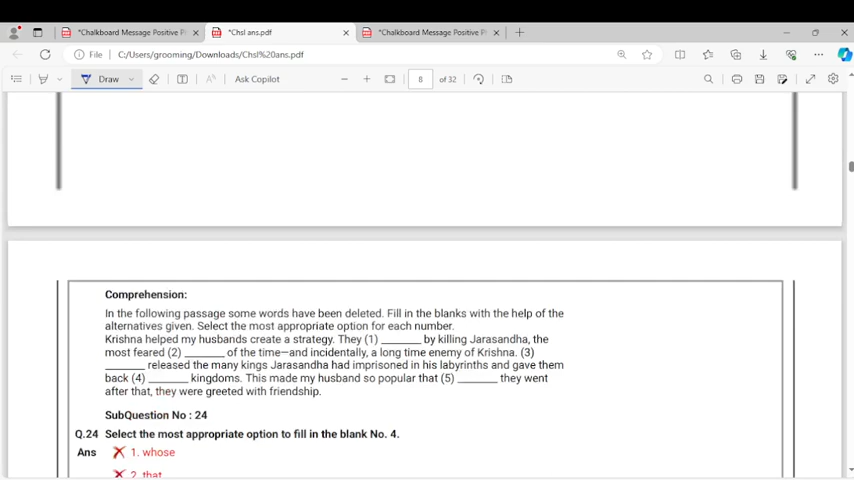 *Chalkboard Message Positive P
*Chsl ans.pdf
*Chalkboard Message Positive P
File
C:/Users/grooming/Downloads/Chsl%20ans.pdf
Draw
Ask Copilot
8
of 32
Comprehension:
In the following passage some words have been deleted. Fill in the blanks with the help of the
alternatives given. Select the most appropriate option for each number.
Krishna helped my husbands create a strategy. They (1) ________ by killing Jarasandha, the
most feared (2) ________ of the time—and incidentally, a long time enemy of Krishna. (3)
________ released the many kings Jarasandha had imprisoned in his labyrinths and gave them
back (4) ________ kingdoms. This made my husband so popular that (5) ________ they went
after that, they were greeted with friendship.
SubQuestion No : 24
Q.24 Select the most appropriate option to fill in the blank No. 4.
Ans
1. whose
2. that